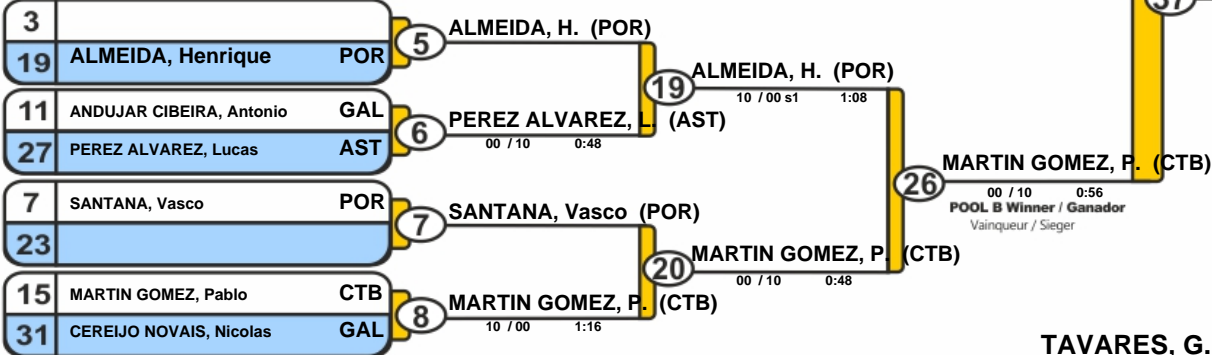 37
3
19 ALMEIDA, Henrique POR
5
ALMEIDA, H. (POR)
11 ANDUJAR CIBEIRA, Antonio GAL
27 PEREZ ALVAREZ, Lucas AST
6
PEREZ ALVAREZ, L. (AST)
00 / 10 0:48
19
ALMEIDA, H. (POR)
10 / 00 s1 1:08
7 SANTANA, Vasco POR
23
7
SANTANA, Vasco (POR)
15 MARTIN GOMEZ, Pablo CTB
31 CEREIJO NOVAIS, Nicolas GAL
8
MARTIN GOMEZ, P. (CTB)
10 / 00 1:16
20
MARTIN GOMEZ, P. (CTB)
00 / 10 0:48
26
MARTIN GOMEZ, P. (CTB)
00 / 10 0:56
POOL B Winner / Ganador
Vainqueur / Sieger
TAVARES, G.